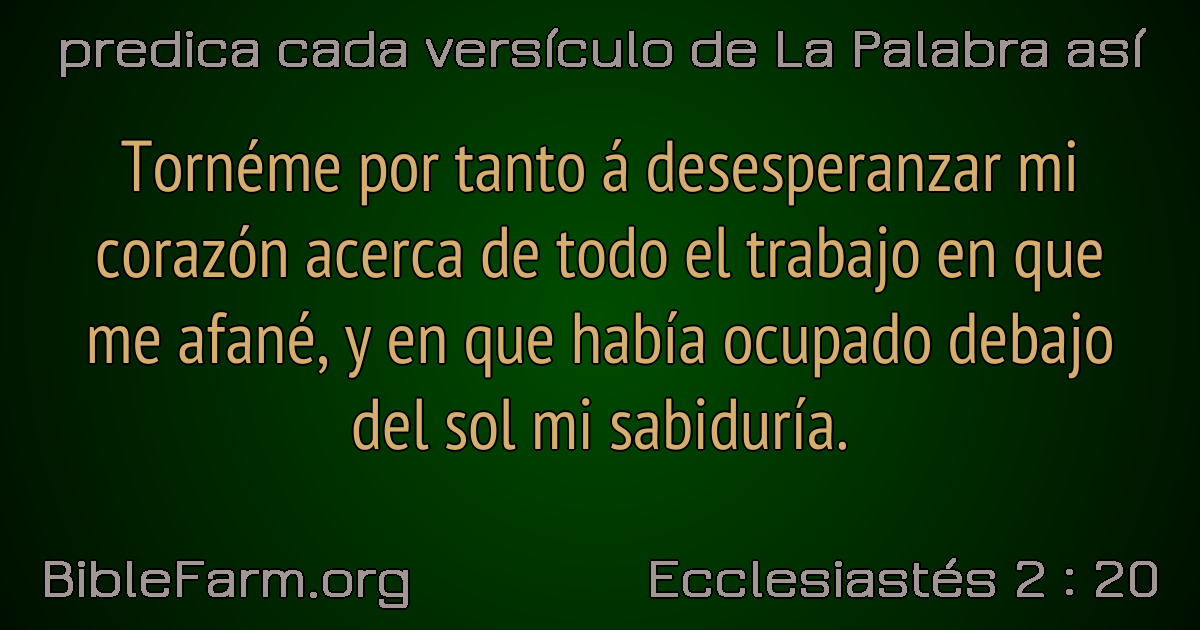 predica cada versículo de La Palabra así
Tornéme por tanto á desesperanzar mi
corazón acerca de todo el trabajo en que
me afané, y en que había ocupado debajo
del sol mi sabiduría.
BibleFarm.org
Ecclesiastés 2 : 20